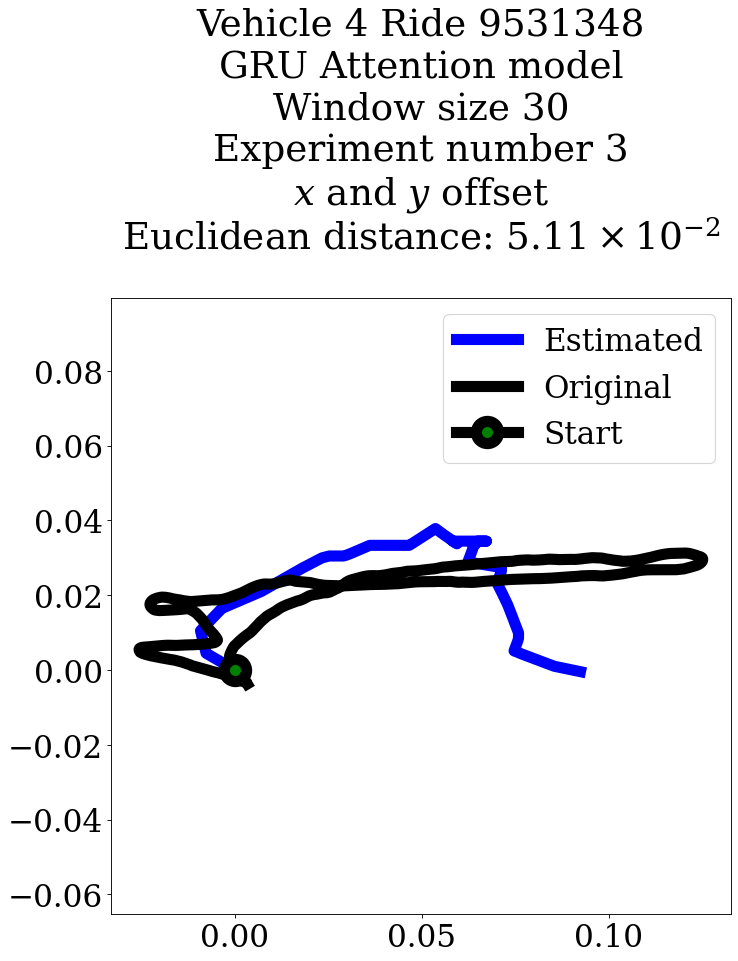 Vehicle 4 Ride 9531348
GRU Attention model
Window size 30
Experiment number 3
x and y offset
Euclidean distance: 5.11 × 10⁻²
Estimated
Original
Start
0.08
0.06
0.04
0.02
0.00
−0.02
−0.04
−0.06
0.00 0.05 0.10